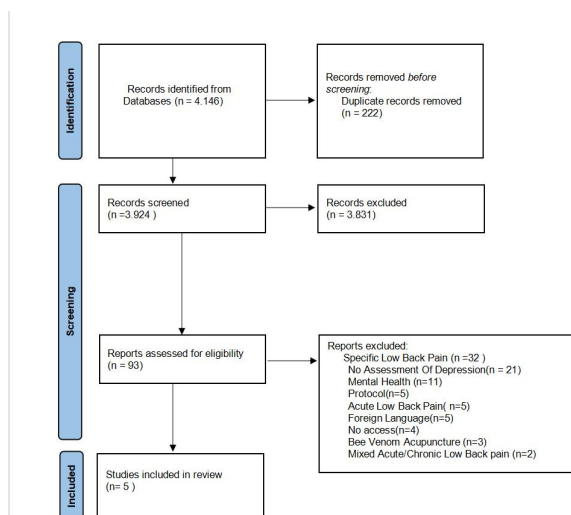 Identification
Records identified from
Databases (n = 4.146)
Records removed before
screening:
Duplicate records removed
(n = 222)
Screening
Records screened
(n =3.924 )
Records excluded
(n = 3.831)
Reports assessed for eligibility
(n = 93)
Reports excluded:
Specific Low Back Pain (n =32 )
No Assessment Of Depression(n = 21)
Mental Health (n=11)
Protocol(n=5)
Acute Low Back Pain( n=5)
Foreign Language(n=5)
No access(n=4)
Bee Venom Acupuncture (n=3)
Mixed Acute/Chronic Low Back pain (n=2)
Included
Studies included in review
(n= 5 )